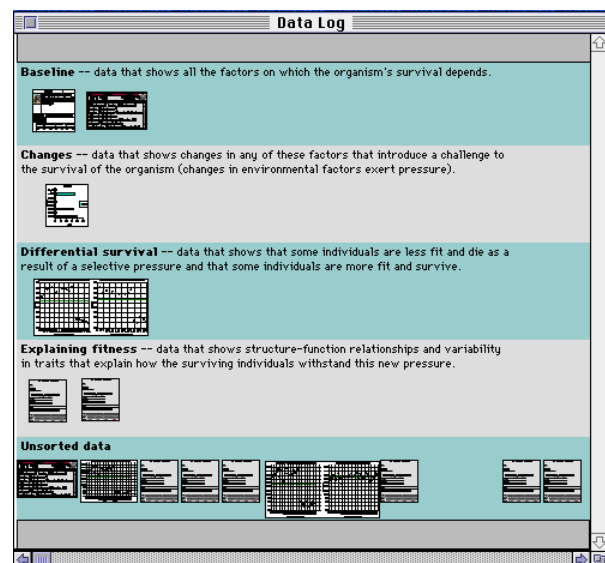 Data Log
Baseline -- data that shows all the factors on which the organism's survival depends.
Changes -- data that shows changes in any of these factors that introduce a challenge to
the survival of the organism (changes in environmental factors exert pressure).
Differential survival -- data that shows that some individuals are less fit and die as a
result of a selective pressure and that some individuals are more fit and survive.
Explaining fitness -- data that shows structure-function relationships and variability
in traits that explain how the surviving individuals withstand this new pressure.
Unsorted data